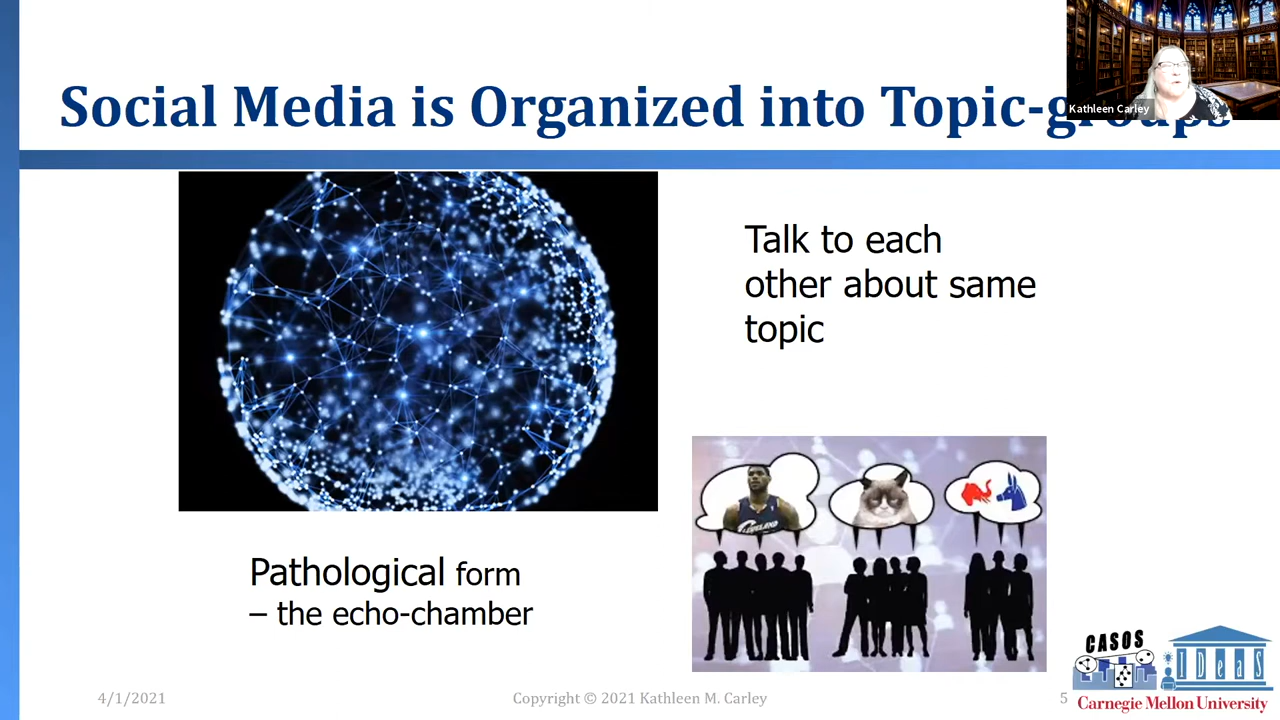 Social Media is Organized into Topic-groups
Kathleen Carley
Talk to each
other about same
topic
CLEVELAND
Pathological form
– the echo-chamber
CASOS
IDeaS
4/1/2021
Copyright © 2021 Kathleen M. Carley
5
Carnegie Mellon University